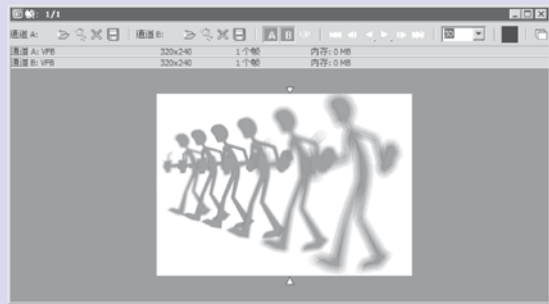 帧: 1/1
通道 A: 通道 B: A B 30
通道 A: VFB 320x240 1 个帧 内存: 0 MB
通道 B: VFB 320x240 1 个帧 内存: 0 MB